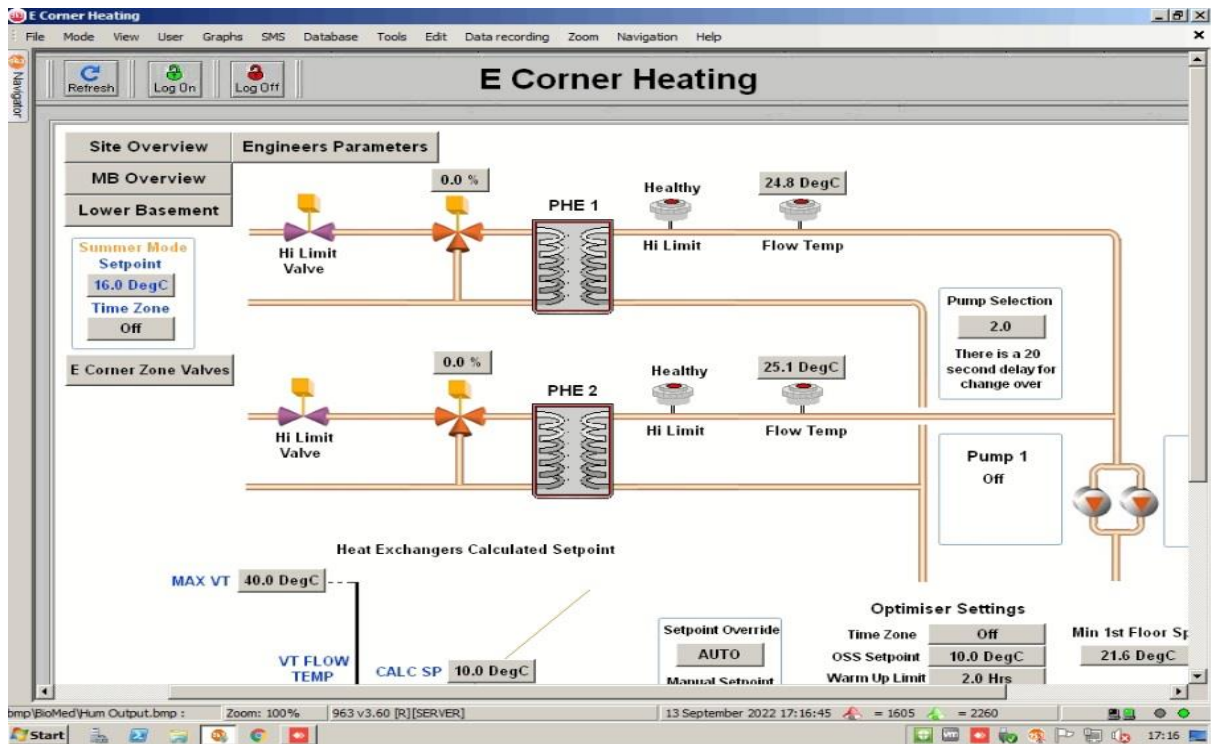 E Corner Heating
File Mode View User Graphs SMS Database Tools Edit Data recording Zoom Navigation Help
Navigator
Refresh Log On Log Off
E Corner Heating
Site Overview Engineers Parameters
MB Overview
Lower Basement
Summer Mode
Setpoint
16.0 DegC
Time Zone
Off
E Corner Zone Valves
0.0 %
Hi Limit
Valve
PHE 1
Healthy
Hi Limit
24.8 DegC
Flow Temp
Pump Selection
2.0
There is a 20
second delay for
change over
0.0 %
Hi Limit
Valve
PHE 2
Healthy
Hi Limit
25.1 DegC
Flow Temp
Pump 1
Off
Heat Exchangers Calculated Setpoint
MAX VT 40.0 DegC
VT FLOW
TEMP
CALC SP 10.0 DegC
Setpoint Override
AUTO
Manual Setpoint
Optimiser Settings
Time Zone Off
OSS Setpoint 10.0 DegC
Warm Up Limit 2.0 Hrs
Min 1st Floor Sp
21.6 DegC
bmp\BioMed\Hum Output.bmp : Zoom: 100% 963 v3.60 [R][SERVER] 13 September 2022 17:16:45 = 1605 = 2260
Start 17:16